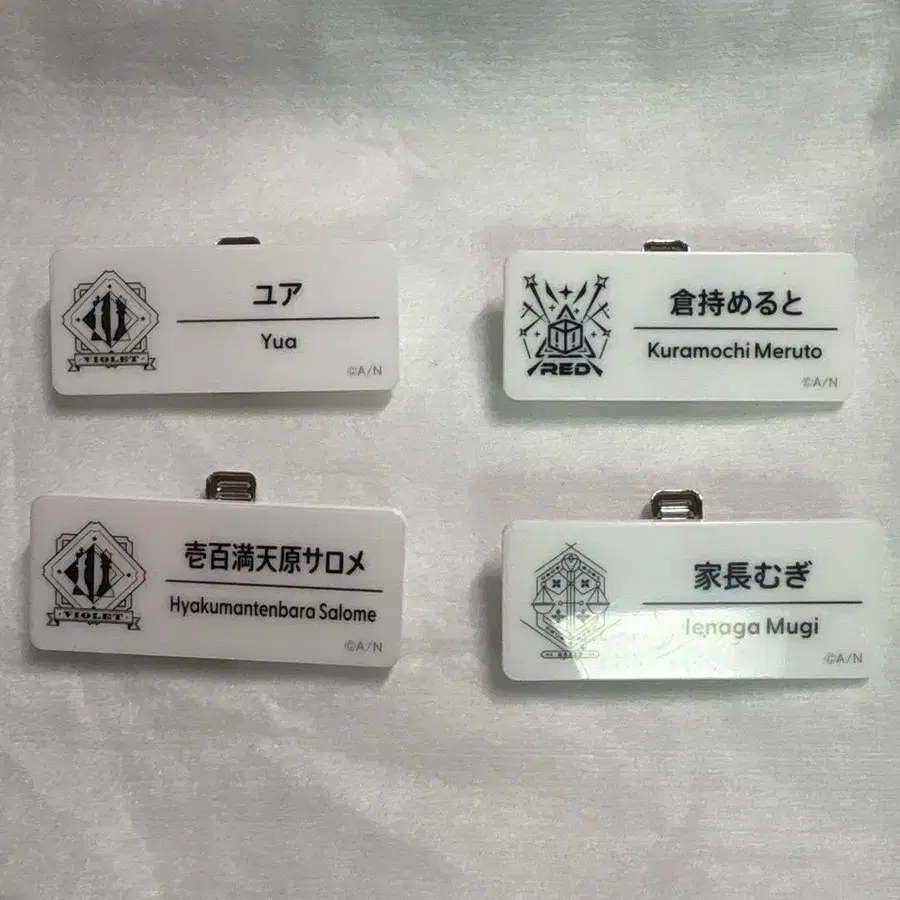 ユア
Yua
VIOLET
©A/N
倉持めると
Kuramochi Meruto
RED
©A/N
壱百満天原サロメ
Hyakumantenbara Salome
VIOLET
©A/N
家長むぎ
Ienaga Mugi
©A/N